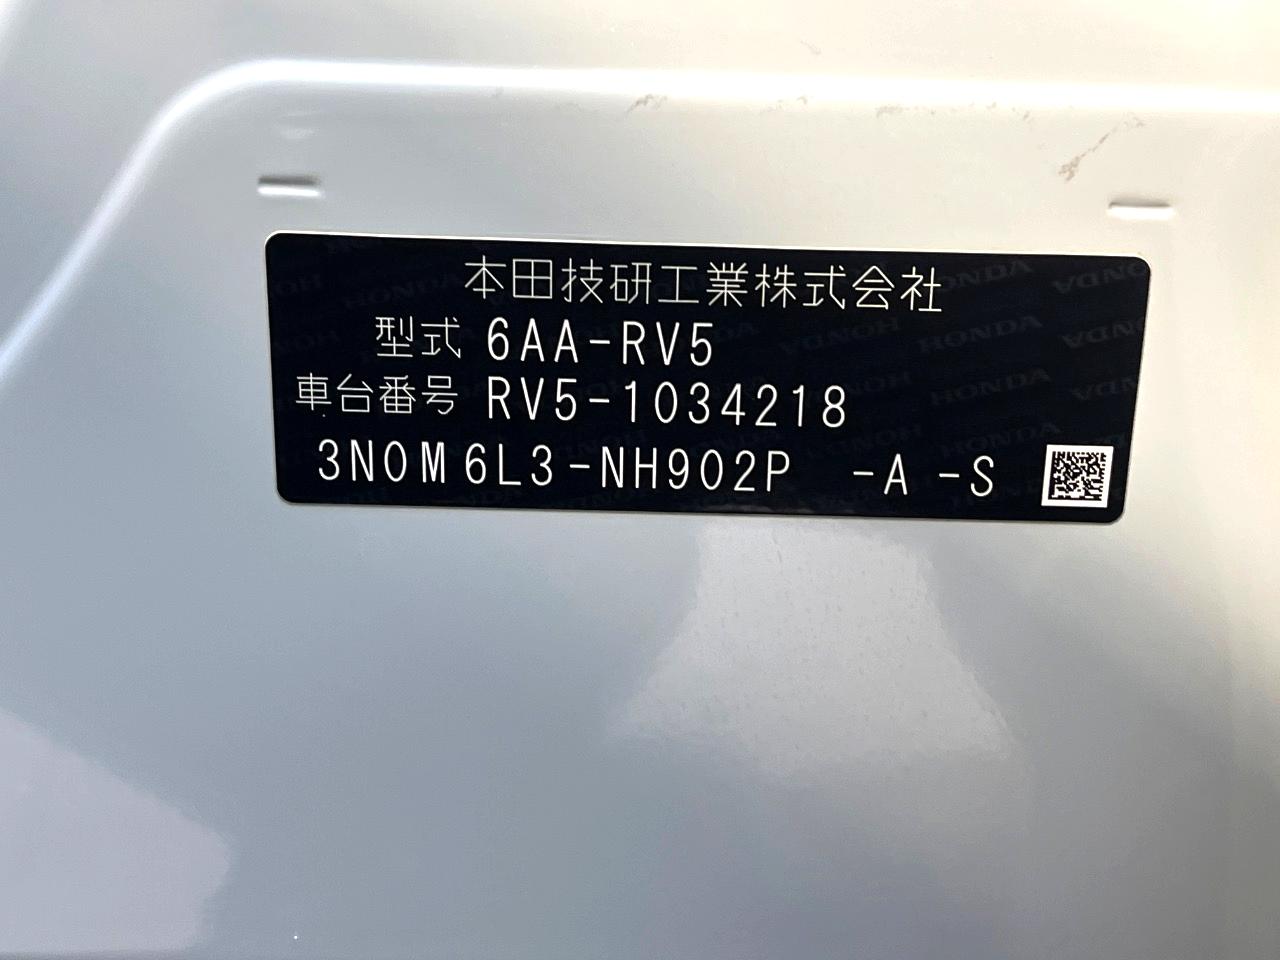 本田技研工業株式会社
型式 6AA-RV5
車台番号 RV5-1034218
3N0M6L3-NH902P -A -S